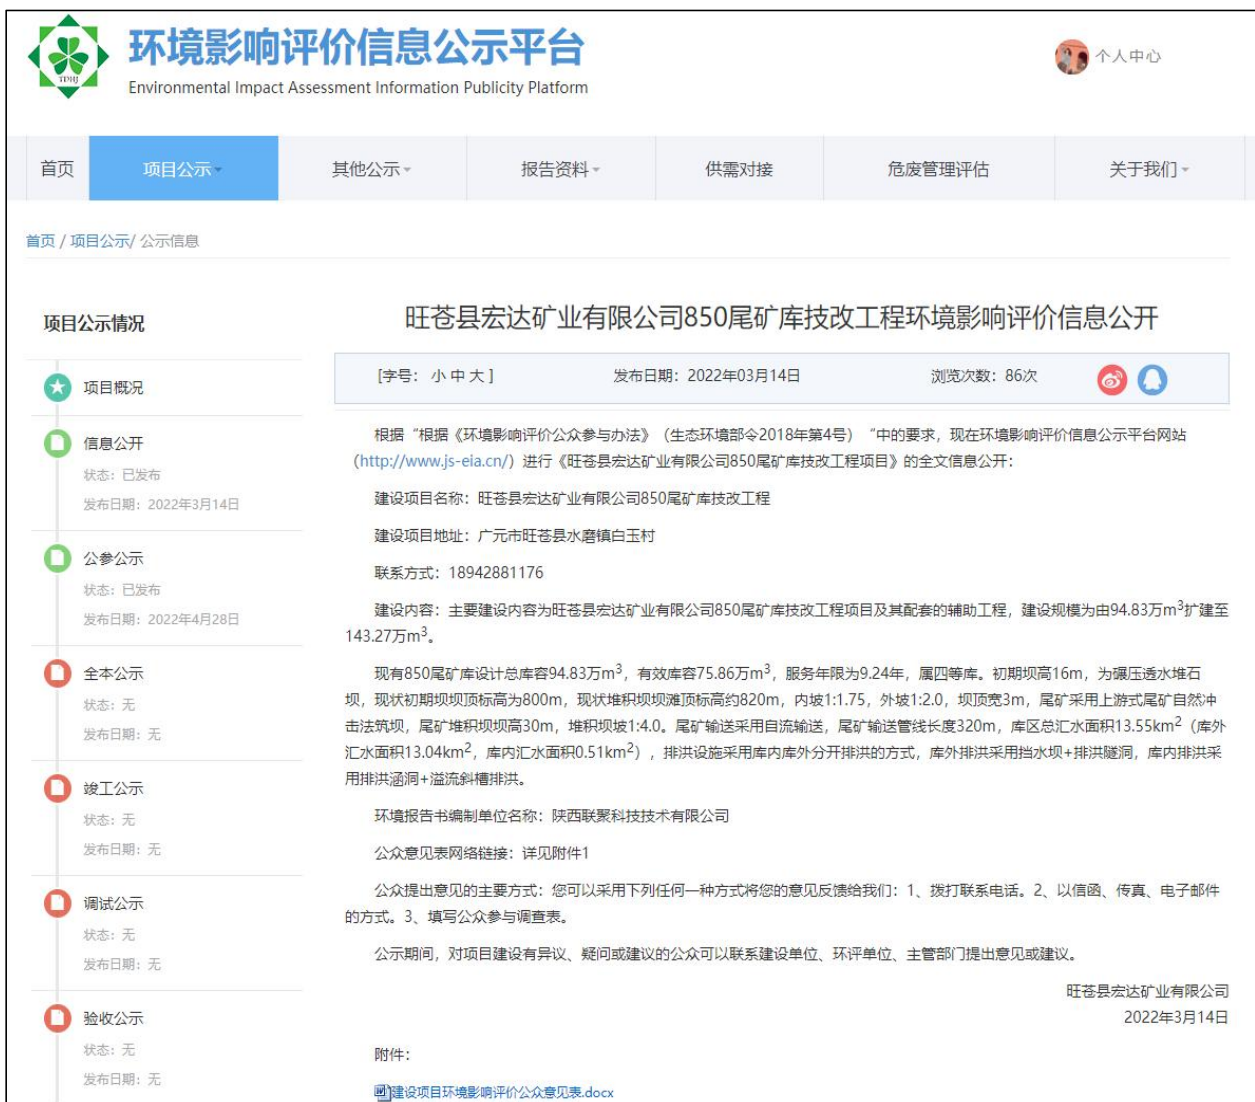 TDHJ
环境影响评价信息公示平台
Environmental Impact Assessment Information Publicity Platform
个人中心
首页 项目公示 其他公示 报告资料 供需对接 危废管理评估 关于我们
首页 / 项目公示/ 公示信息
项目公示情况
项目概况
信息公开
状态：已发布
发布日期：2022年3月14日
公参公示
状态：已发布
发布日期：2022年4月28日
全本公示
状态：无
发布日期：无
竣工公示
状态：无
发布日期：无
调试公示
状态：无
发布日期：无
验收公示
状态：无
发布日期：无
旺苍县宏达矿业有限公司850尾矿库技改工程环境影响评价信息公开
[字号： 小 中 大 ] 发布日期：2022年03月14日 浏览次数：86次
根据“根据《环境影响评价公众参与办法》（生态环境部令2018年第4号）“中的要求，现在环境影响评价信息公示平台网站
（http://www.js-eia.cn/）进行《旺苍县宏达矿业有限公司850尾矿库技改工程项目》的全文信息公开：
建设项目名称：旺苍县宏达矿业有限公司850尾矿库技改工程
建设项目地址：广元市旺苍县水磨镇白玉村
联系方式：18942881176
建设内容：主要建设内容为旺苍县宏达矿业有限公司850尾矿库技改工程项目及其配套的辅助工程，建设规模为由94.83万m³扩建至
143.27万m³。
现有850尾矿库设计总库容94.83万m³，有效库容75.86万m³，服务年限为9.24年，属四等库。初期坝高16m，为碾压透水堆石
坝，现状初期坝坝顶标高为800m，现状堆积坝坝滩顶标高约820m，内坡1:1.75，外坡1:2.0，坝顶宽3m，尾矿采用上游式尾矿自然冲
击法筑坝，尾矿堆积坝坝高30m，堆积坝坡1:4.0。尾矿输送采用自流输送，尾矿输送管线长度320m，库区总汇水面积13.55km²（库外
汇水面积13.04km²，库内汇水面积0.51km²），排洪设施采用库内库外分开排洪的方式，库外排洪采用挡水坝+排洪隧洞，库内排洪采
用排洪涵洞+溢流斜槽排洪。
环境报告书编制单位名称：陕西联聚科技技术有限公司
公众意见表网络链接：详见附件1
公众提出意见的主要方式：您可以采用下列任何一种方式将您的意见反馈给我们：1、拨打联系电话。2、以信函、传真、电子邮件
的方式。3、填写公众参与调查表。
公示期间，对项目建设有异议、疑问或建议的公众可以联系建设单位、环评单位、主管部门提出意见或建议。
旺苍县宏达矿业有限公司
2022年3月14日
附件：
建设项目环境影响评价公众意见表.docx